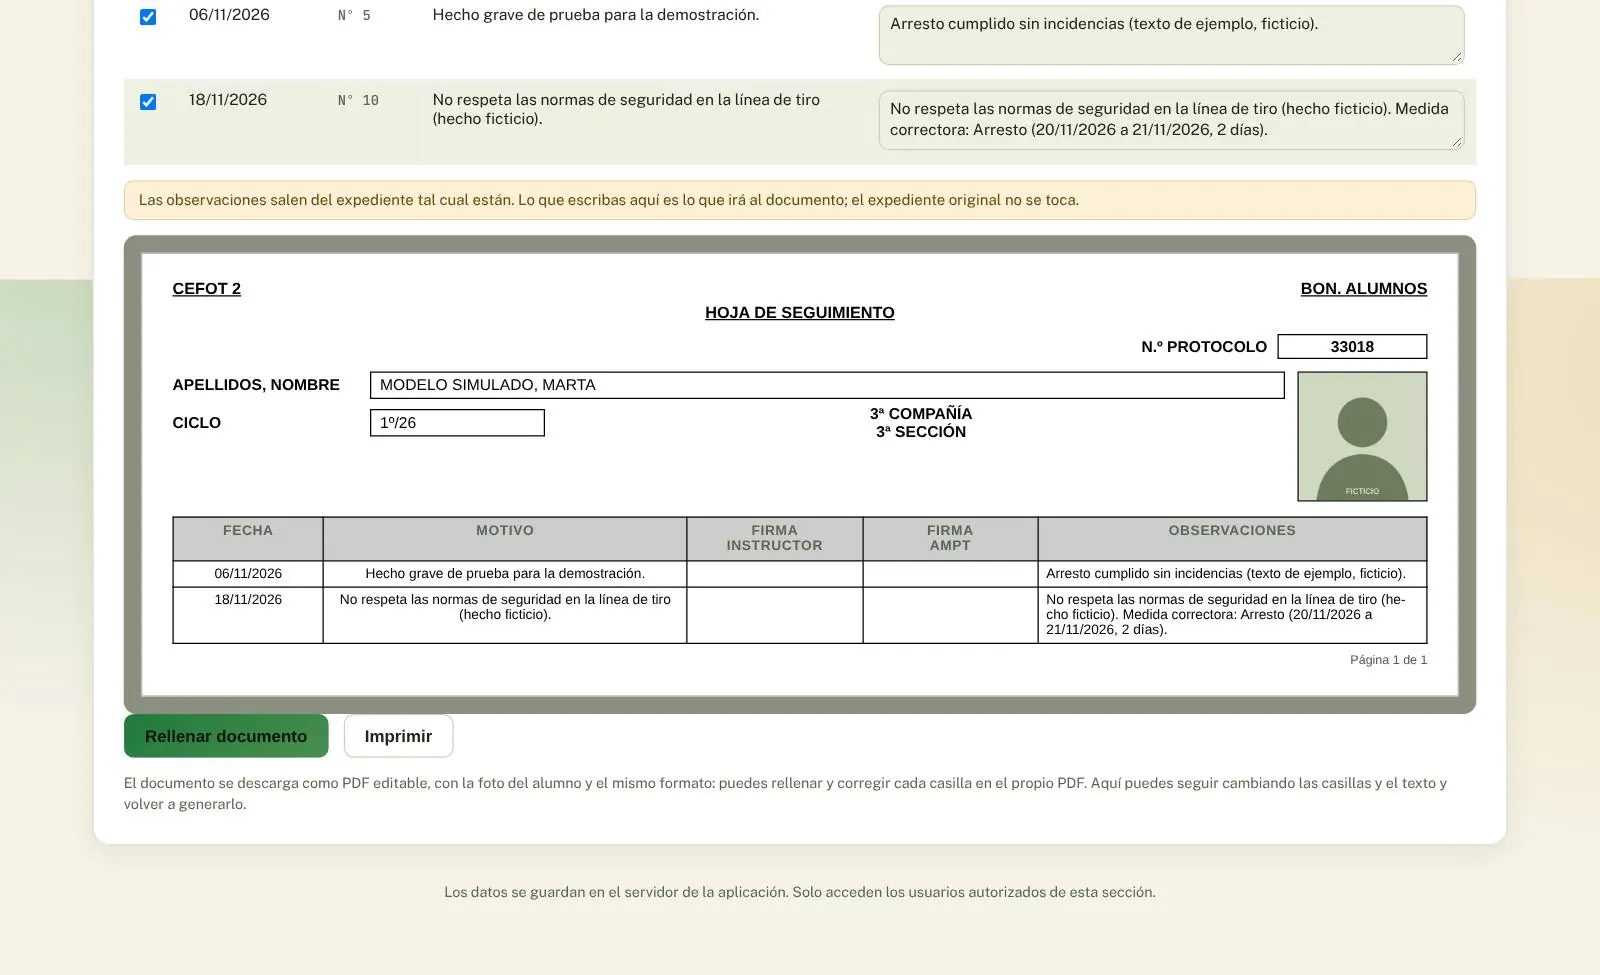 06/11/2026 Nº 5 Hecho grave de prueba para la demostración. Arresto cumplido sin incidencias (texto de ejemplo, ficticio).
18/11/2026 Nº 10 No respeta las normas de seguridad en la línea de tiro
(hecho ficticio).
No respeta las normas de seguridad en la línea de tiro (hecho ficticio). Medida
correctora: Arresto (20/11/2026 a 21/11/2026, 2 días).
Las observaciones salen del expediente tal cual están. Lo que escribas aquí es lo que irá al documento; el expediente original no se toca.
CEFOT 2 BON. ALUMNOS
HOJA DE SEGUIMIENTO
N.º PROTOCOLO 33018
APELLIDOS, NOMBRE MODELO SIMULADO, MARTA
CICLO 1º/26
3ª COMPAÑÍA
3ª SECCIÓN
FICTICIO
FECHA MOTIVO FIRMA INSTRUCTOR FIRMA AMPT OBSERVACIONES
06/11/2026 Hecho grave de prueba para la demostración. Arresto cumplido sin incidencias (texto de ejemplo, ficticio).
18/11/2026 No respeta las normas de seguridad en la línea de tiro
(hecho ficticio).
No respeta las normas de seguridad en la línea de tiro (he-
cho ficticio). Medida correctora: Arresto (20/11/2026 a
21/11/2026, 2 días).
Página 1 de 1
Rellenar documento Imprimir
El documento se descarga como PDF editable, con la foto del alumno y el mismo formato: puedes rellenar y corregir cada casilla en el propio PDF. Aquí puedes seguir cambiando las casillas y el texto y
volver a generarlo.
Los datos se guardan en el servidor de la aplicación. Solo acceden los usuarios autorizados de esta sección.